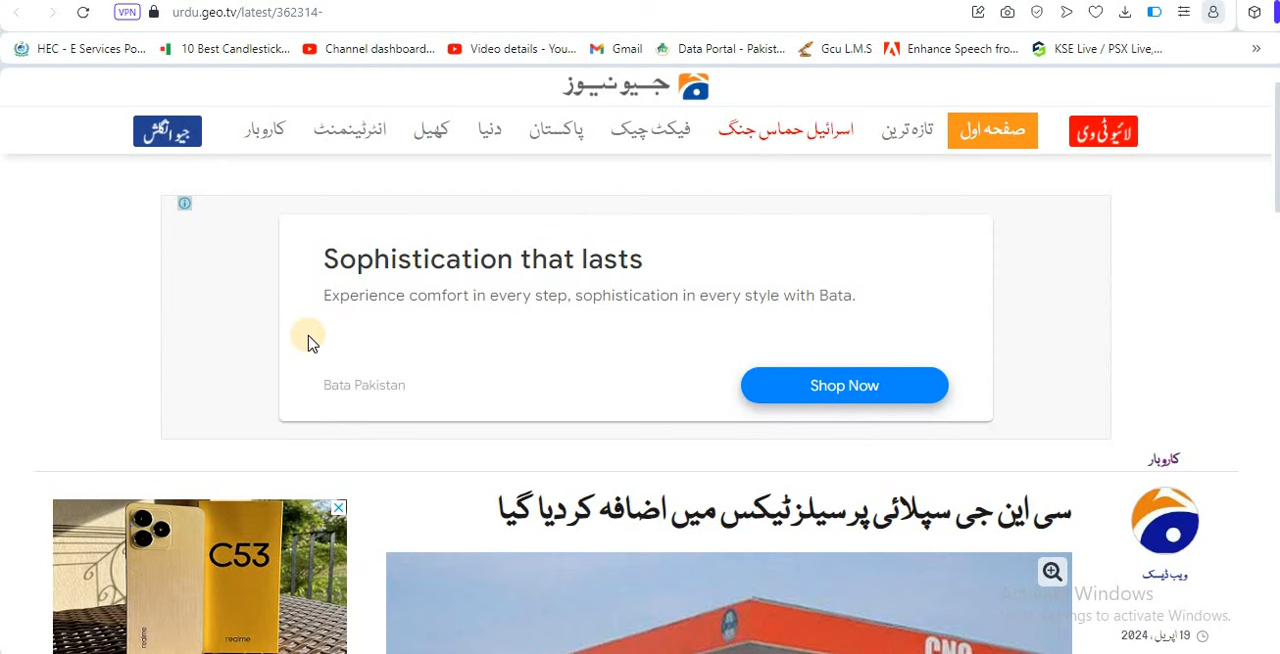 VPN urdu.geo.tv/latest/362314-
HEC - E Services Po... 10 Best Candlestick... Channel dashboard... Video details - You... Gmail Data Portal - Pakist... Gcu L.M.S Enhance Speech fro... KSE Live / PSX Live,... »
جیو نیوز
لائیو ٹی وی صفحہ اول تازہ ترین اسرائیل حماس جنگ فیکٹ چیک پاکستان دنیا کھیل انٹرٹینمنٹ کاروبار جیو انگلش
Sophistication that lasts
Experience comfort in every step, sophistication in every style with Bata.
Bata Pakistan
Shop Now
کاروبار
سی این جی سپلائی پر سیلز ٹیکس میں اضافہ کر دیا گیا
ویب ڈیسک
19 اپریل ، 2024
C53
realme
realme
CNG
Activate Windows
to activate Windows.